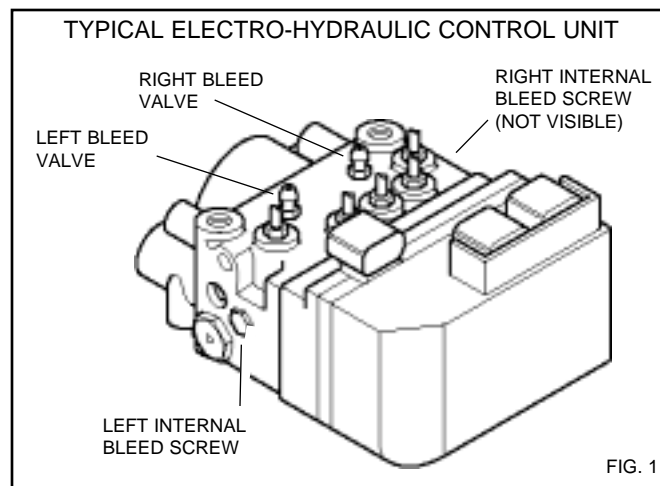 TYPICAL ELECTRO-HYDRAULIC CONTROL UNIT
RIGHT BLEED
VALVE
RIGHT INTERNAL
BLEED SCREW
(NOT VISIBLE)
LEFT BLEED
VALVE
LEFT INTERNAL
BLEED SCREW
FIG. 1